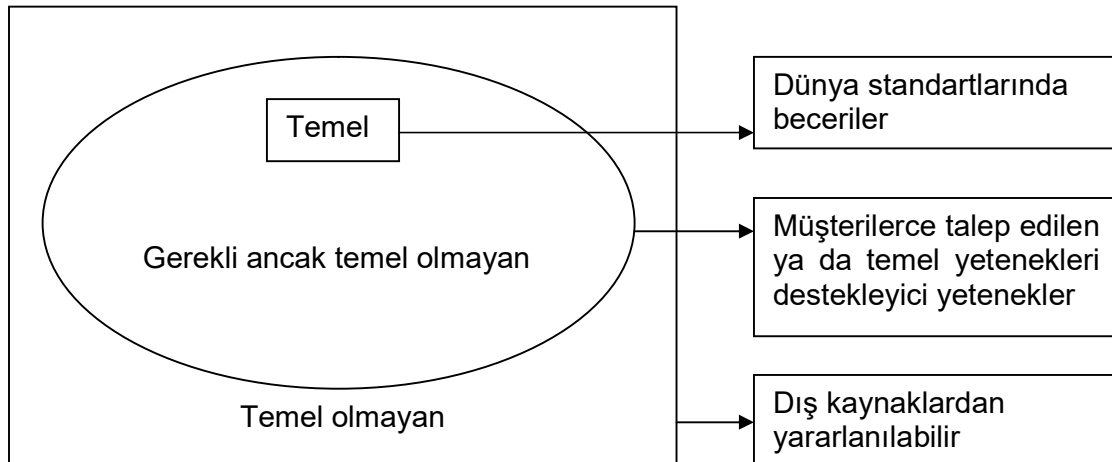 Temel
Dünya standartlarında
beceriler
Gerekli ancak temel olmayan
Müşterilerce talep edilen
ya da temel yetenekleri
destekleyici yetenekler
Temel olmayan
Dış kaynaklardan
yararlanılabilir